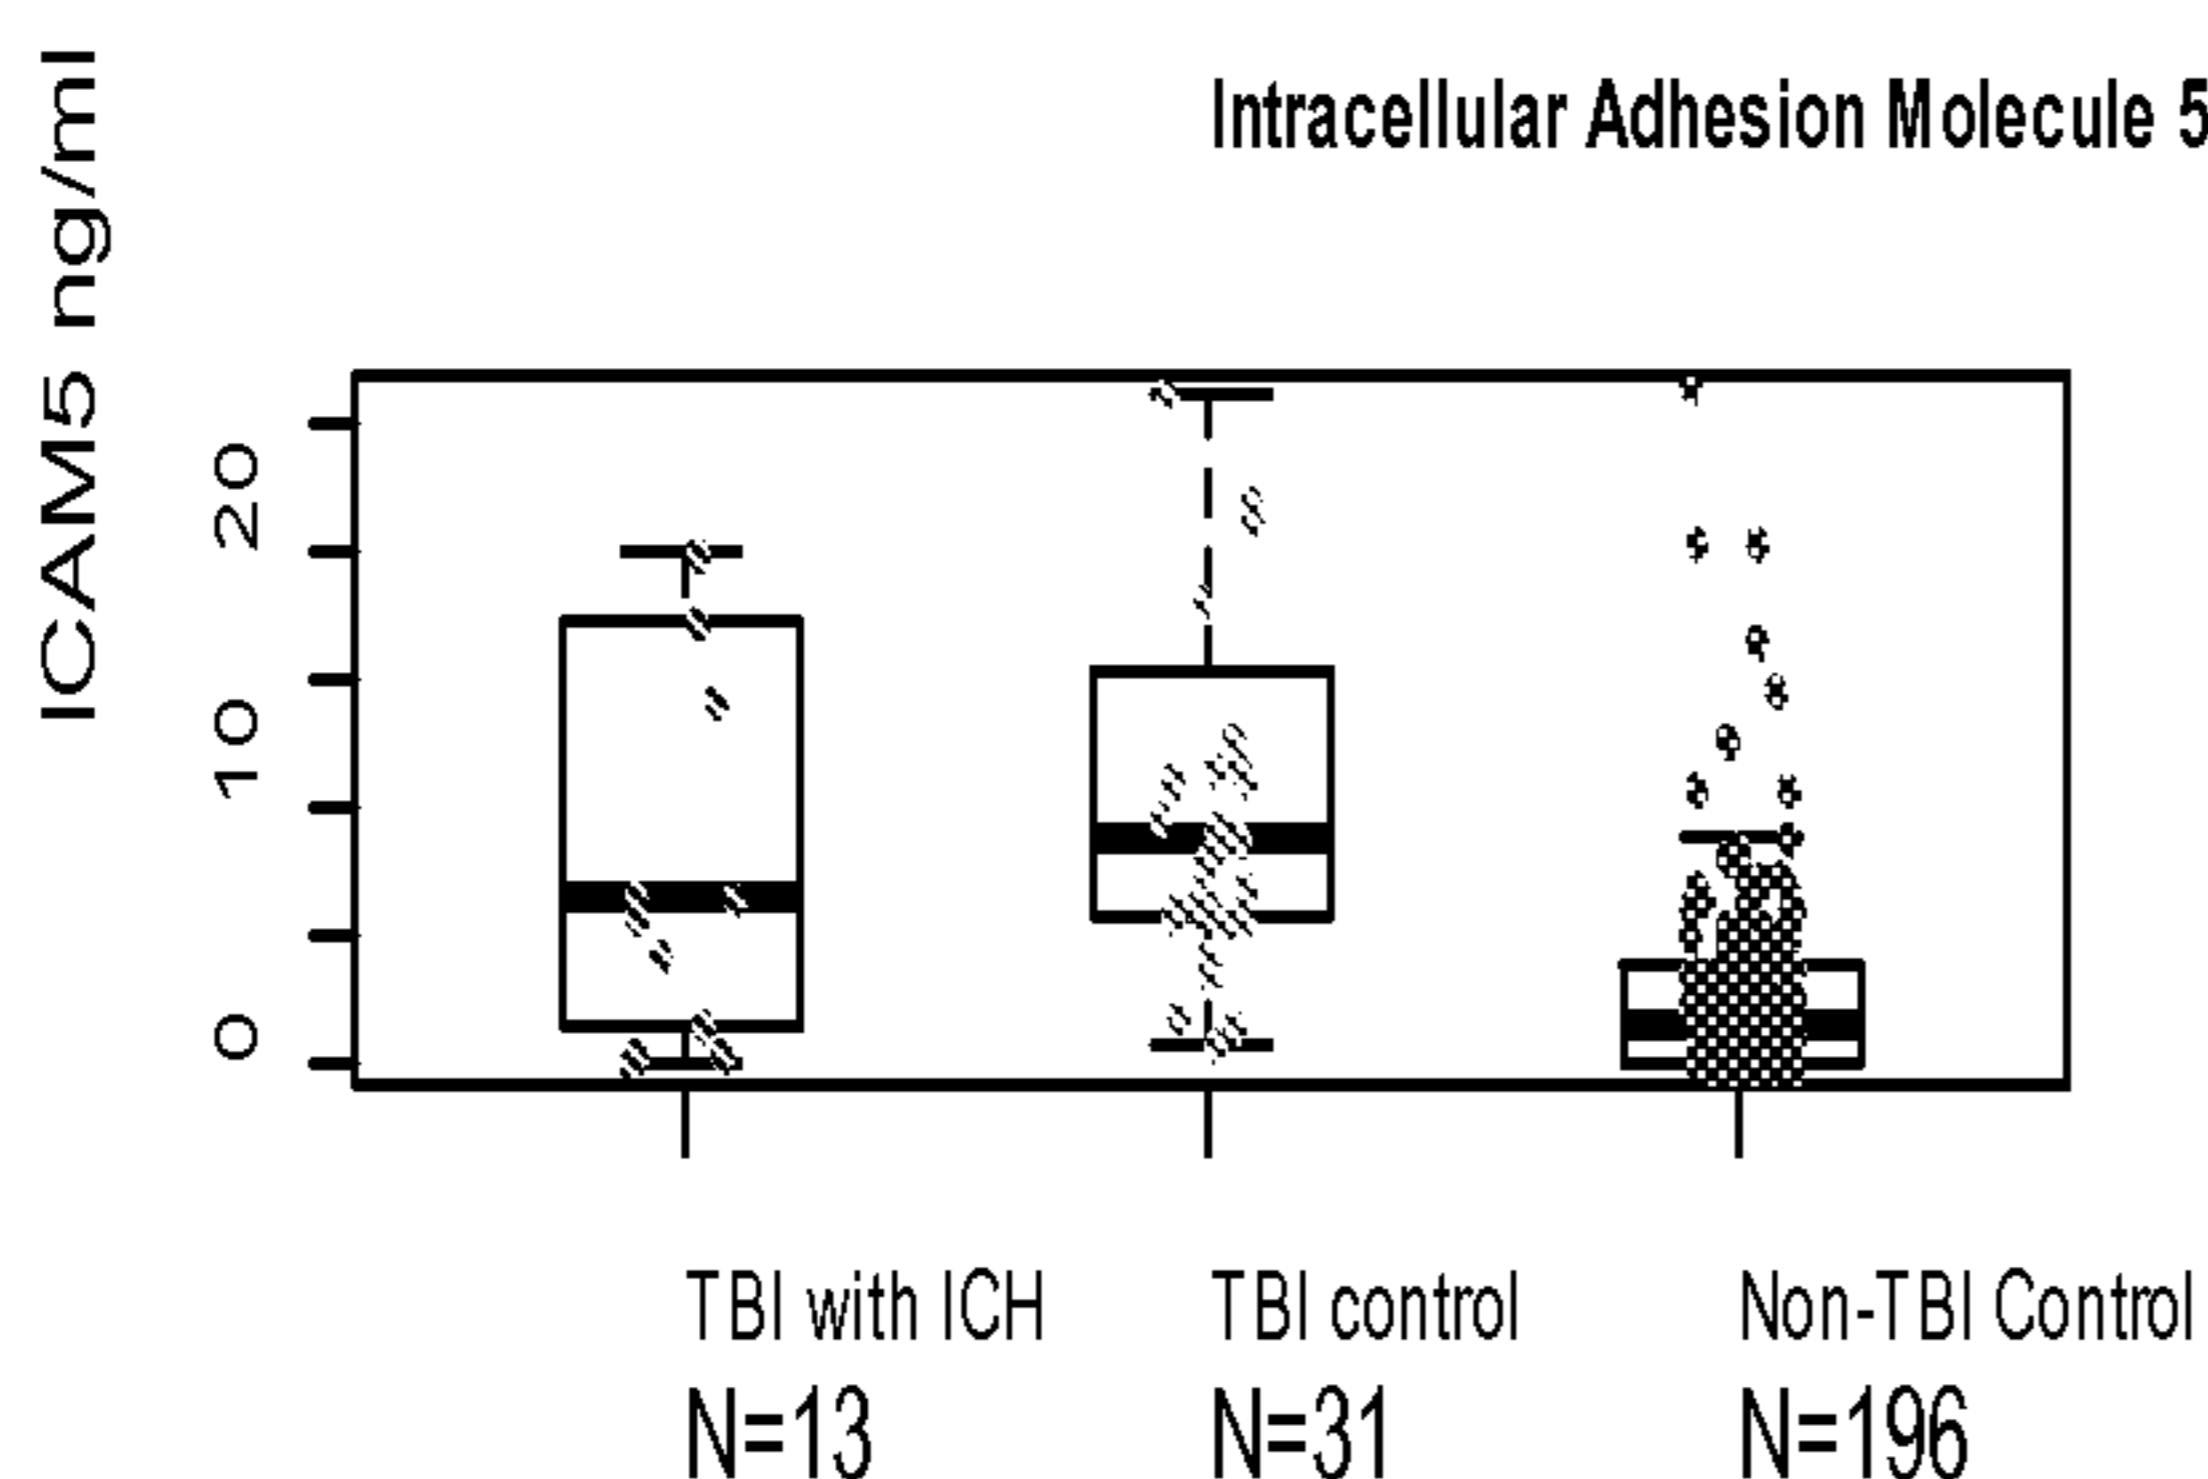 Intracellular Adhesion Molecule 5
ICAM5 ng/ml
20
10
0
TBI with ICH
TBI control
Non-TBI Control
N=13
N=31
N=196